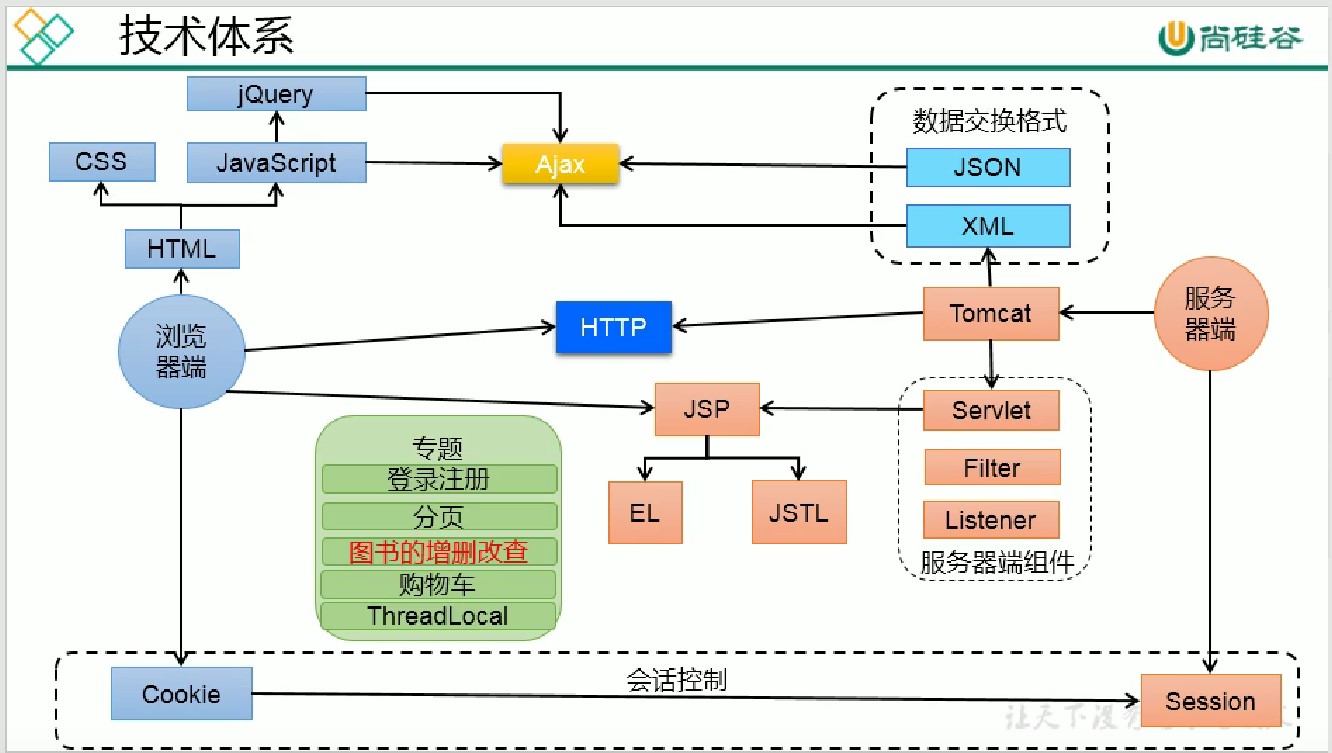 技术体系
尚硅谷
jQuery
数据交换格式
CSS
JavaScript
Ajax
JSON
XML
HTML
浏览
器端
HTTP
Tomcat
服务
器端
JSP
Servlet
专题
登录注册
Filter
EL
JSTL
分页
Listener
图书的增删改查
服务器端组件
购物车
ThreadLocal
会话控制
Cookie
Session
让天下没